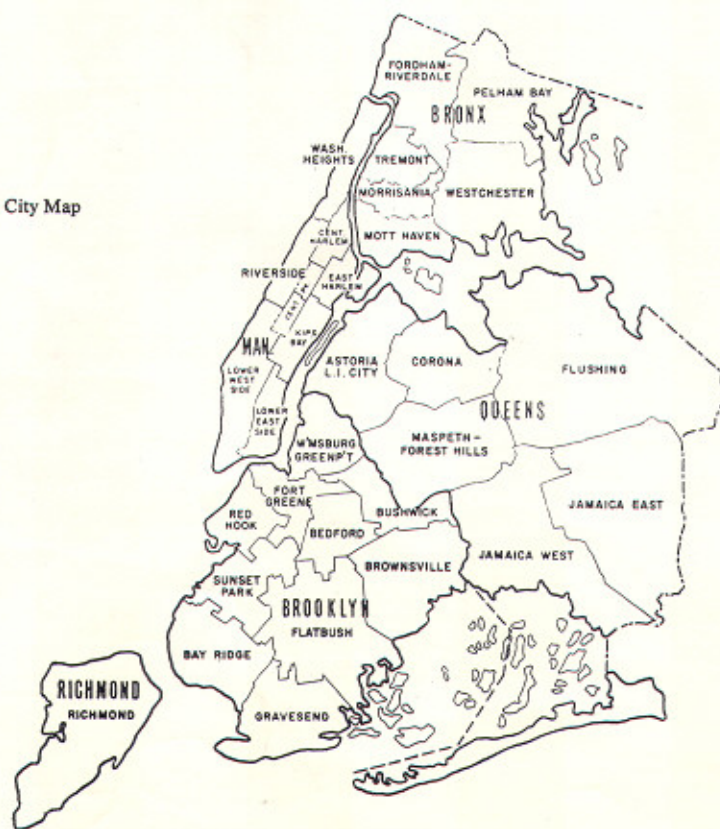 City Map
FORDHAM-
RIVERDALE
PELHAM BAY
BRONX
WASH.
HEIGHTS
TREMONT
MORRISANIA
WESTCHESTER
MOTT HAVEN
CENT
HARLEM
RIVERSIDE
EAST
HARLEM
CENT. PK.
KIPS
BAY
MAN
LOWER
WEST
SIDE
LOWER
EAST
SIDE
ASTORIA
L.I. CITY
CORONA
FLUSHING
QUEENS
MASPETH-
FOREST HILLS
W'MSBURG
GREENP'T
FORT
GREENE
RED
HOOK
BEDFORD
BUSHWICK
JAMAICA EAST
JAMAICA WEST
BROWNSVILLE
SUNSET
PARK
BROOKLYN
FLATBUSH
BAY RIDGE
GRAVESEND
RICHMOND
RICHMOND